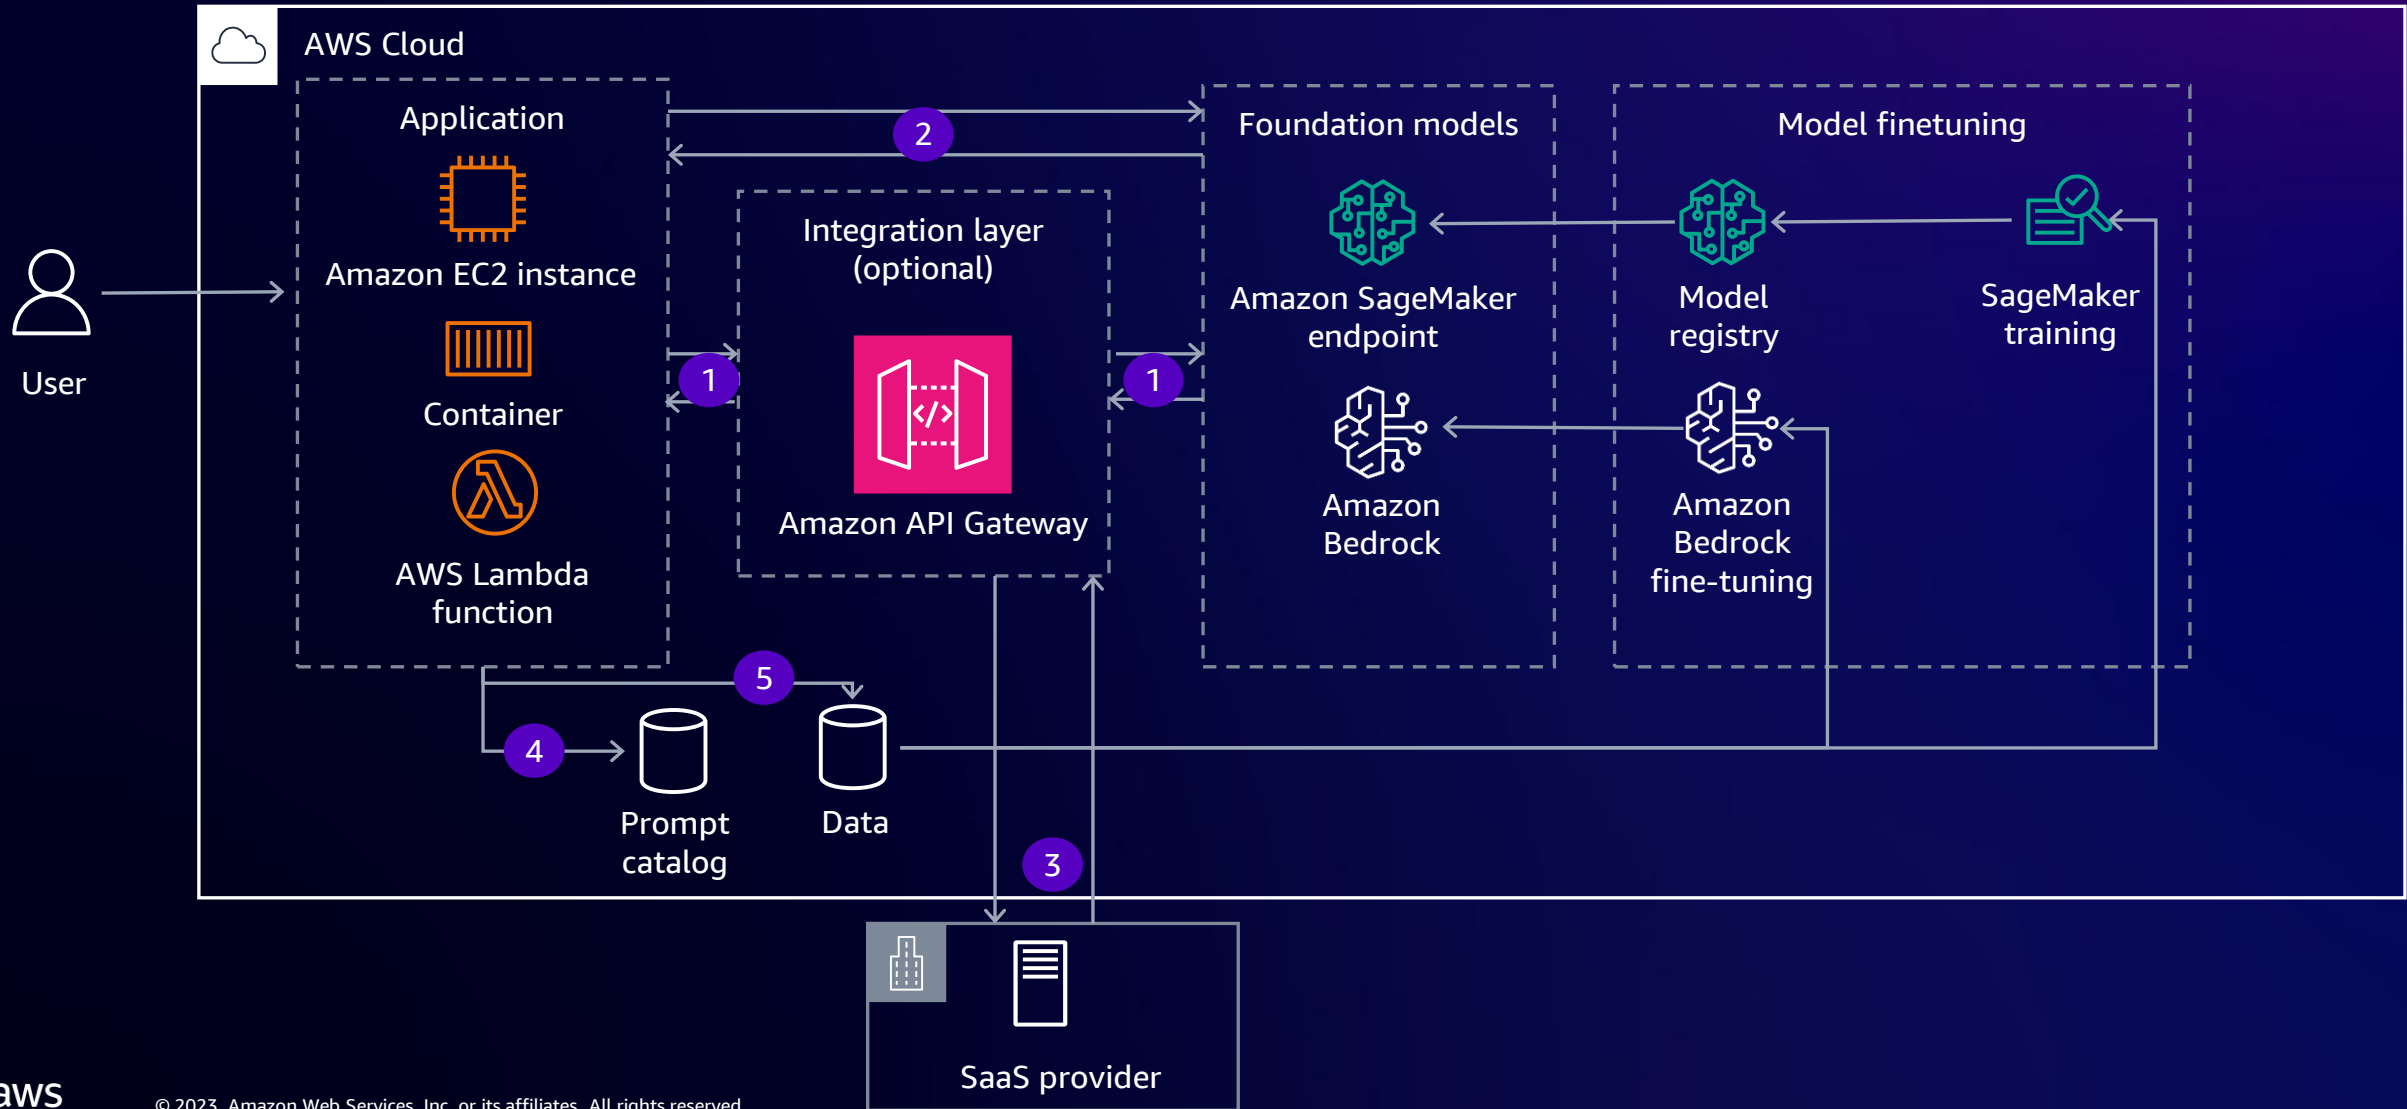 AWS Cloud
Application
Amazon EC2 instance
Container
AWS Lambda
function
User
2
1
Integration layer
(optional)
</>
Amazon API Gateway
1
Foundation models
Amazon SageMaker
endpoint
Amazon
Bedrock
Model finetuning
Model
registry
SageMaker
training
Amazon
Bedrock
fine-tuning
5
4
Prompt
catalog
Data
3
SaaS provider
aws
© 2023, Amazon Web Services, Inc. or its affiliates. All rights reserved.